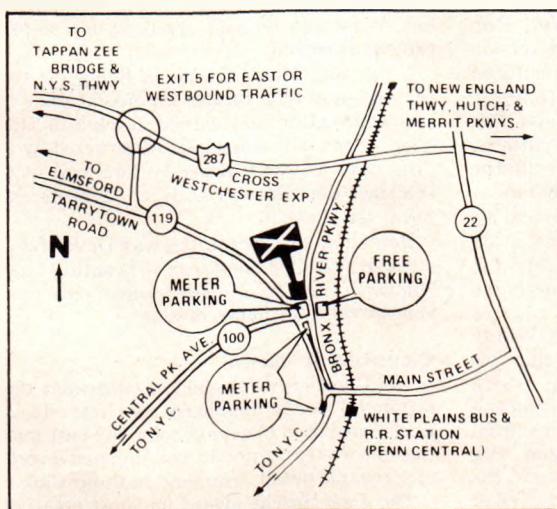 TO
TAPPAN ZEE
BRIDGE &
N.Y.S. THWY
EXIT 5 FOR EAST OR
WESTBOUND TRAFFIC
TO NEW ENGLAND
THWY, HUTCH. &
MERRIT PKWYS.
287
CROSS
WESTCHESTER EXP.
TO
ELMSFORD
TARRYTOWN
ROAD
119
22
N
METER
PARKING
BRONX RIVER PKWY
FREE
PARKING
CENTRAL PK. AVE.
100
TO N.Y.C.
METER
PARKING
MAIN STREET
TO N.Y.C.
WHITE PLAINS BUS &
R.R. STATION
(PENN CENTRAL)